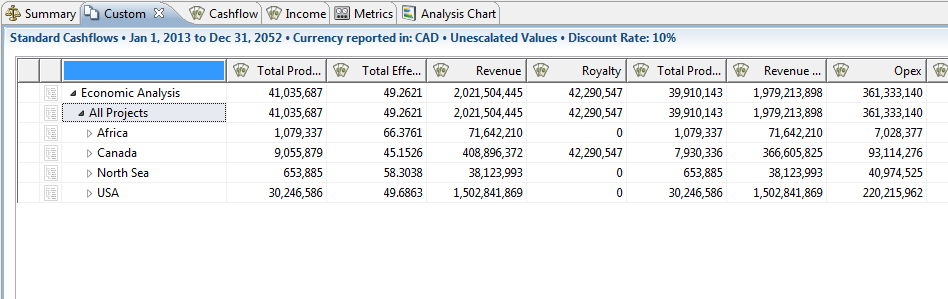 Summary Custom Cashflow Income Metrics Analysis Chart
Standard Cashflows • Jan 1, 2013 to Dec 31, 2052 • Currency reported in: CAD • Unescalated Values • Discount Rate: 10%
Total Prod... Total Effe... Revenue Royalty Total Prod... Revenue ... Opex
Economic Analysis 41,035,687 49.2621 2,021,504,445 42,290,547 39,910,143 1,979,213,898 361,333,140
All Projects 41,035,687 49.2621 2,021,504,445 42,290,547 39,910,143 1,979,213,898 361,333,140
Africa 1,079,337 66.3761 71,642,210 0 1,079,337 71,642,210 7,028,377
Canada 9,055,879 45.1526 408,896,372 42,290,547 7,930,336 366,605,825 93,114,276
North Sea 653,885 58.3038 38,123,993 0 653,885 38,123,993 40,974,525
USA 30,246,586 49.6863 1,502,841,869 0 30,246,586 1,502,841,869 220,215,962